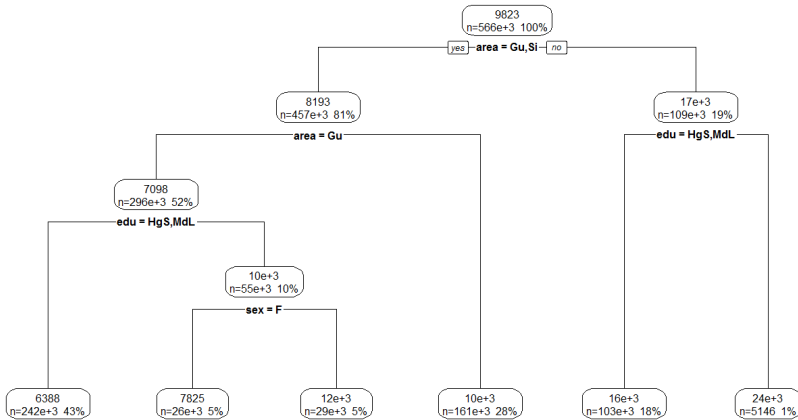 9823
n=566e+3 100%
yes area = Gu,Si no
8193
n=457e+3 81%
17e+3
n=109e+3 19%
area = Gu
edu = HgS,MdL
7098
n=296e+3 52%
edu = HgS,MdL
10e+3
n=55e+3 10%
sex = F
6388
n=242e+3 43%
7825
n=26e+3 5%
12e+3
n=29e+3 5%
10e+3
n=161e+3 28%
16e+3
n=103e+3 18%
24e+3
n=5146 1%